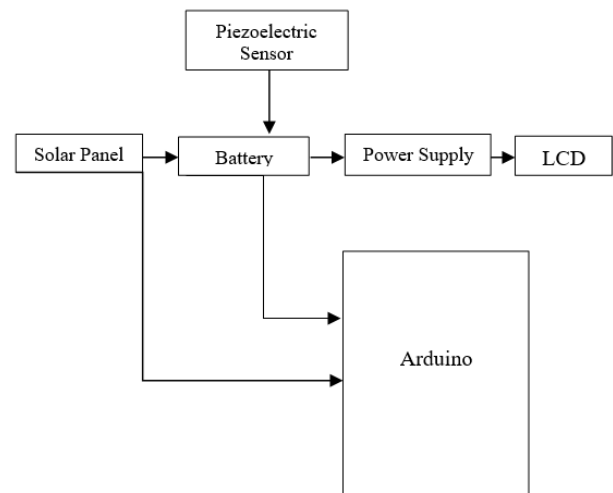 Piezoelectric
Sensor
Solar Panel
Battery
Power Supply
LCD
Arduino